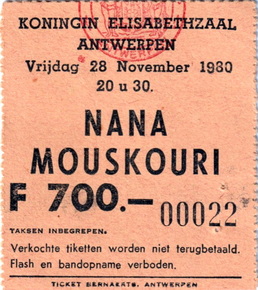 KONINGIN ELISABETHZAAL
ANTWERPEN
Vrijdag 28 November 1980
20 u 30.
NANA
MOUSKOURI
F 700.— 00022
TAKSEN INBEGREPEN.
Verkochte tiketten worden niet terugbetaald.
Flash en bandopname verboden.
TICKET BERNAERTS, ANTWERPEN